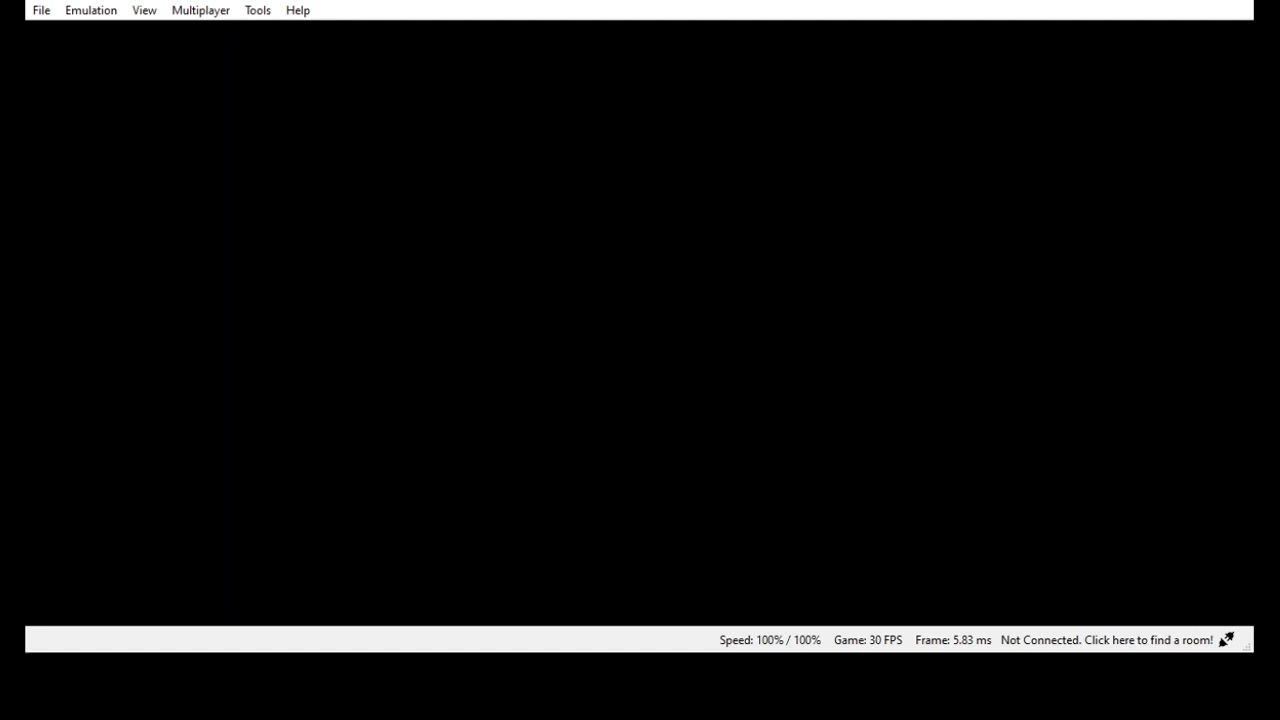 File Emulation View Multiplayer Tools Help
Speed: 100% / 100% Game: 30 FPS Frame: 5.83 ms Not Connected. Click here to find a room!